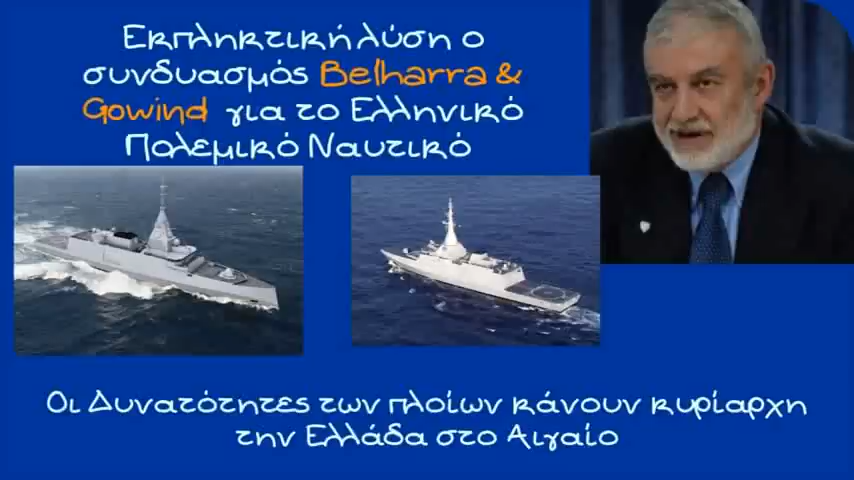 Εκπληκτική λύση ο
συνδυασμός Belharra &
Gowind για το Ελληνικό
Πολεμικό Ναυτικό
Οι Δυνατότητες των πλοίων κάνουν κυρίαρχη
την Ελλάδα στο Αιγαίο